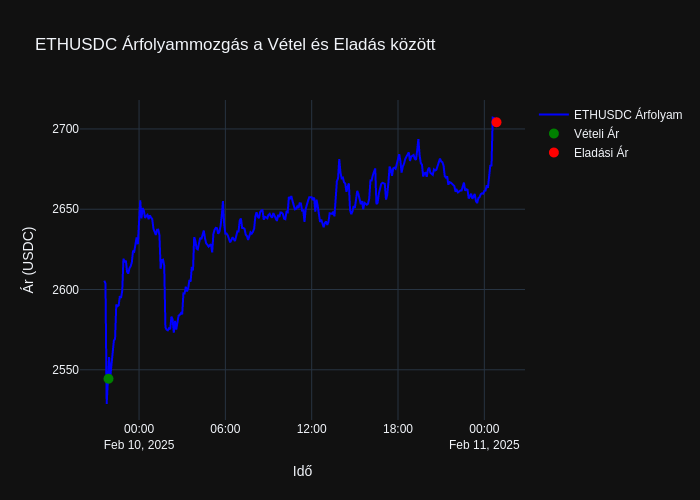 ETHUSDC Árfolyammozgás a Vétel és Eladás között
ETHUSDC Árfolyam
Vételi Ár
Eladási Ár
Ár (USDC)
2700
2650
2600
2550
00:00
06:00
12:00
18:00
00:00
Feb 10, 2025
Feb 11, 2025
Idő